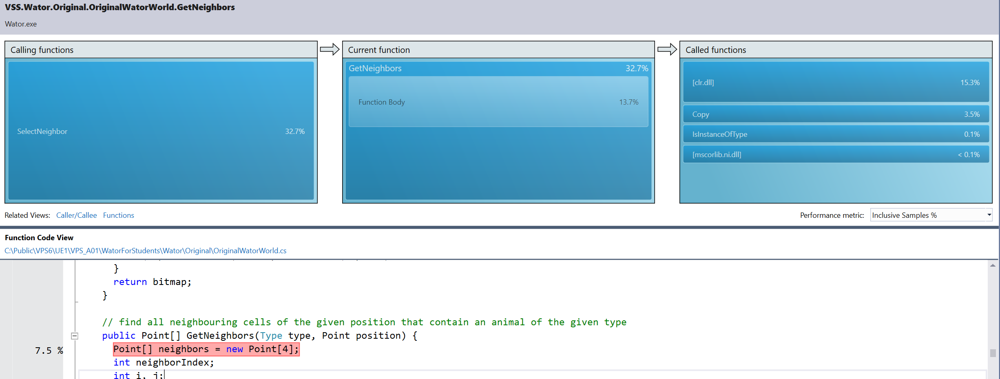 VSS.Wator.Original.OriginalWatorWorld.GetNeighbors
Wator.exe
Calling functions
SelectNeighbor 32.7%
Current function
GetNeighbors 32.7%
Function Body 13.7%
Called functions
[clr.dll] 15.3%
Copy 3.5%
IsInstanceOfType 0.1%
[mscorlib.ni.dll] < 0.1%
Related Views: Caller/Callee Functions
Performance metric: Inclusive Samples %
Function Code View
C:\Public\VPS6\UE1\VPS_A01\WatorForStudents\Wator\Original\OriginalWatorWorld.cs
}
return bitmap;
}
// find all neighbouring cells of the given position that contain an animal of the given type
public Point[] GetNeighbors(Type type, Point position) {
7.5 % Point[] neighbors = new Point[4];
int neighborIndex;
int i, j;